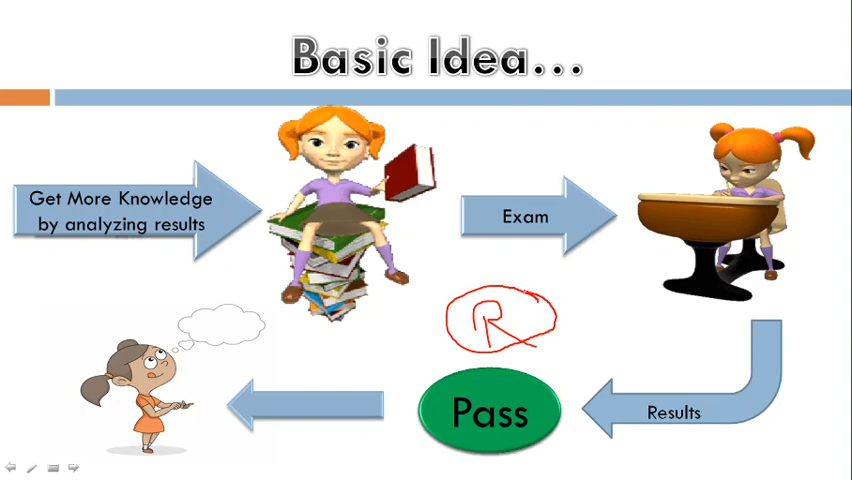 Basic Idea...
Get More Knowledge
by analyzing results
Exam
R
Pass
Results